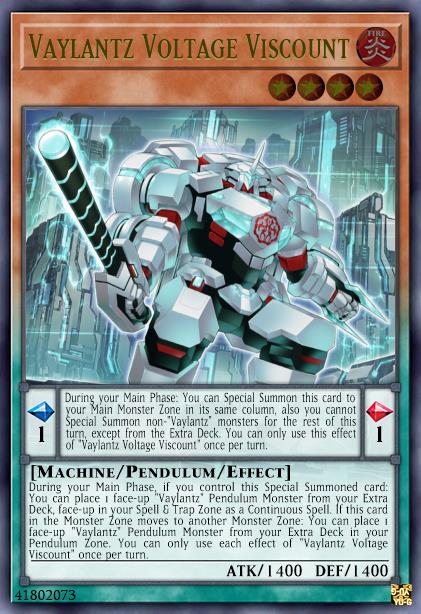 VAYLANTZ VOLTAGE VISCOUNT
FIRE
炎
During your Main Phase: You can Special Summon this card to
your Main Monster Zone in its same column, also you cannot
Special Summon non-"Vaylantz" monsters for the rest of this
turn, except from the Extra Deck. You can only use this effect
of "Vaylantz Voltage Viscount" once per turn.
1
1
[MACHINE/PENDULUM/EFFECT]
During your Main Phase, if you control this Special Summoned card:
You can place 1 face-up "Vaylantz" Pendulum Monster from your Extra
Deck, face-up in your Spell & Trap Zone as a Continuous Spell. If this card
in the Monster Zone moves to another Monster Zone: You can place 1
face-up "Vaylantz" Pendulum Monster from your Extra Deck in your
Pendulum Zone. You can only use each effect of "Vaylantz Voltage
Viscount" once per turn.
ATK/1400 DEF/1400
41802073